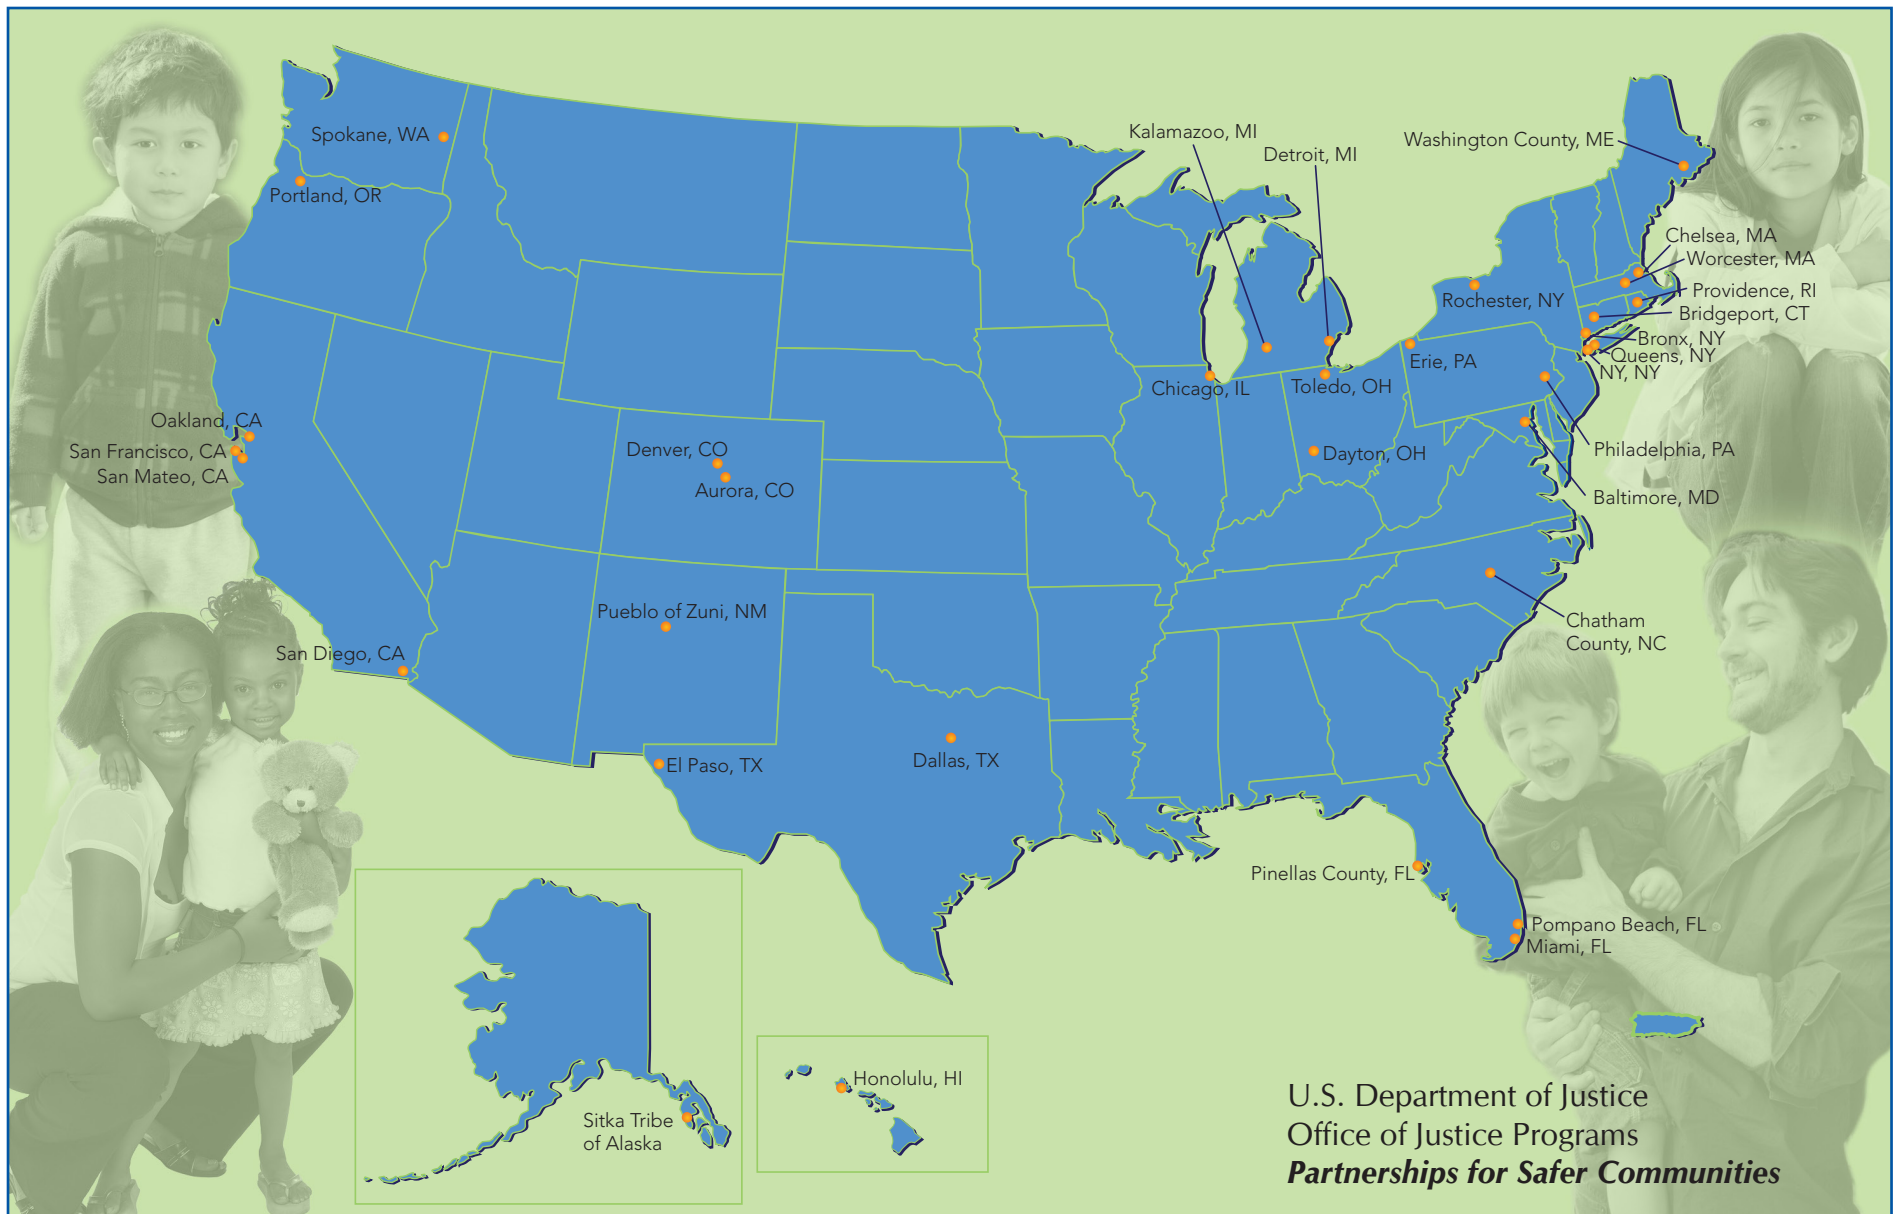 Spokane, WA
Portland, OR
Kalamazoo, MI
Detroit, MI
Washington County, ME
Chelsea, MA
Worcester, MA
Providence, RI
Bridgeport, CT
Rochester, NY
Bronx, NY
Queens, NY
NY, NY
Erie, PA
Chicago, IL
Toledo, OH
Oakland, CA
San Francisco, CA
San Mateo, CA
Denver, CO
Aurora, CO
Dayton, OH
Philadelphia, PA
Baltimore, MD
Pueblo of Zuni, NM
Chatham
County, NC
San Diego, CA
El Paso, TX
Dallas, TX
Pinellas County, FL
Pompano Beach, FL
Miami, FL
Sitka Tribe
of Alaska
Honolulu, HI
U.S. Department of Justice
Office of Justice Programs
Partnerships for Safer Communities